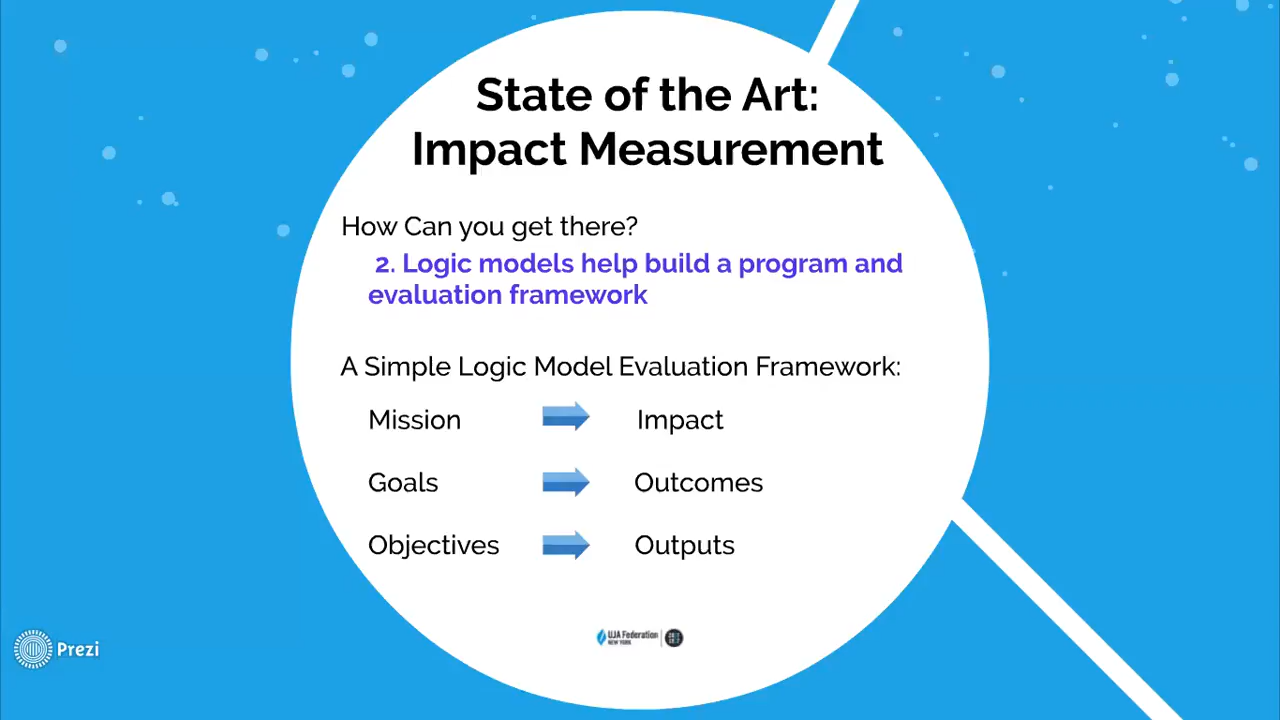 State of the Art:
Impact Measurement
How Can you get there?
2. Logic models help build a program and
evaluation framework
A Simple Logic Model Evaluation Framework:
Mission Impact
Goals Outcomes
Objectives Outputs
UJA Federation
NEW YORK
Prezi